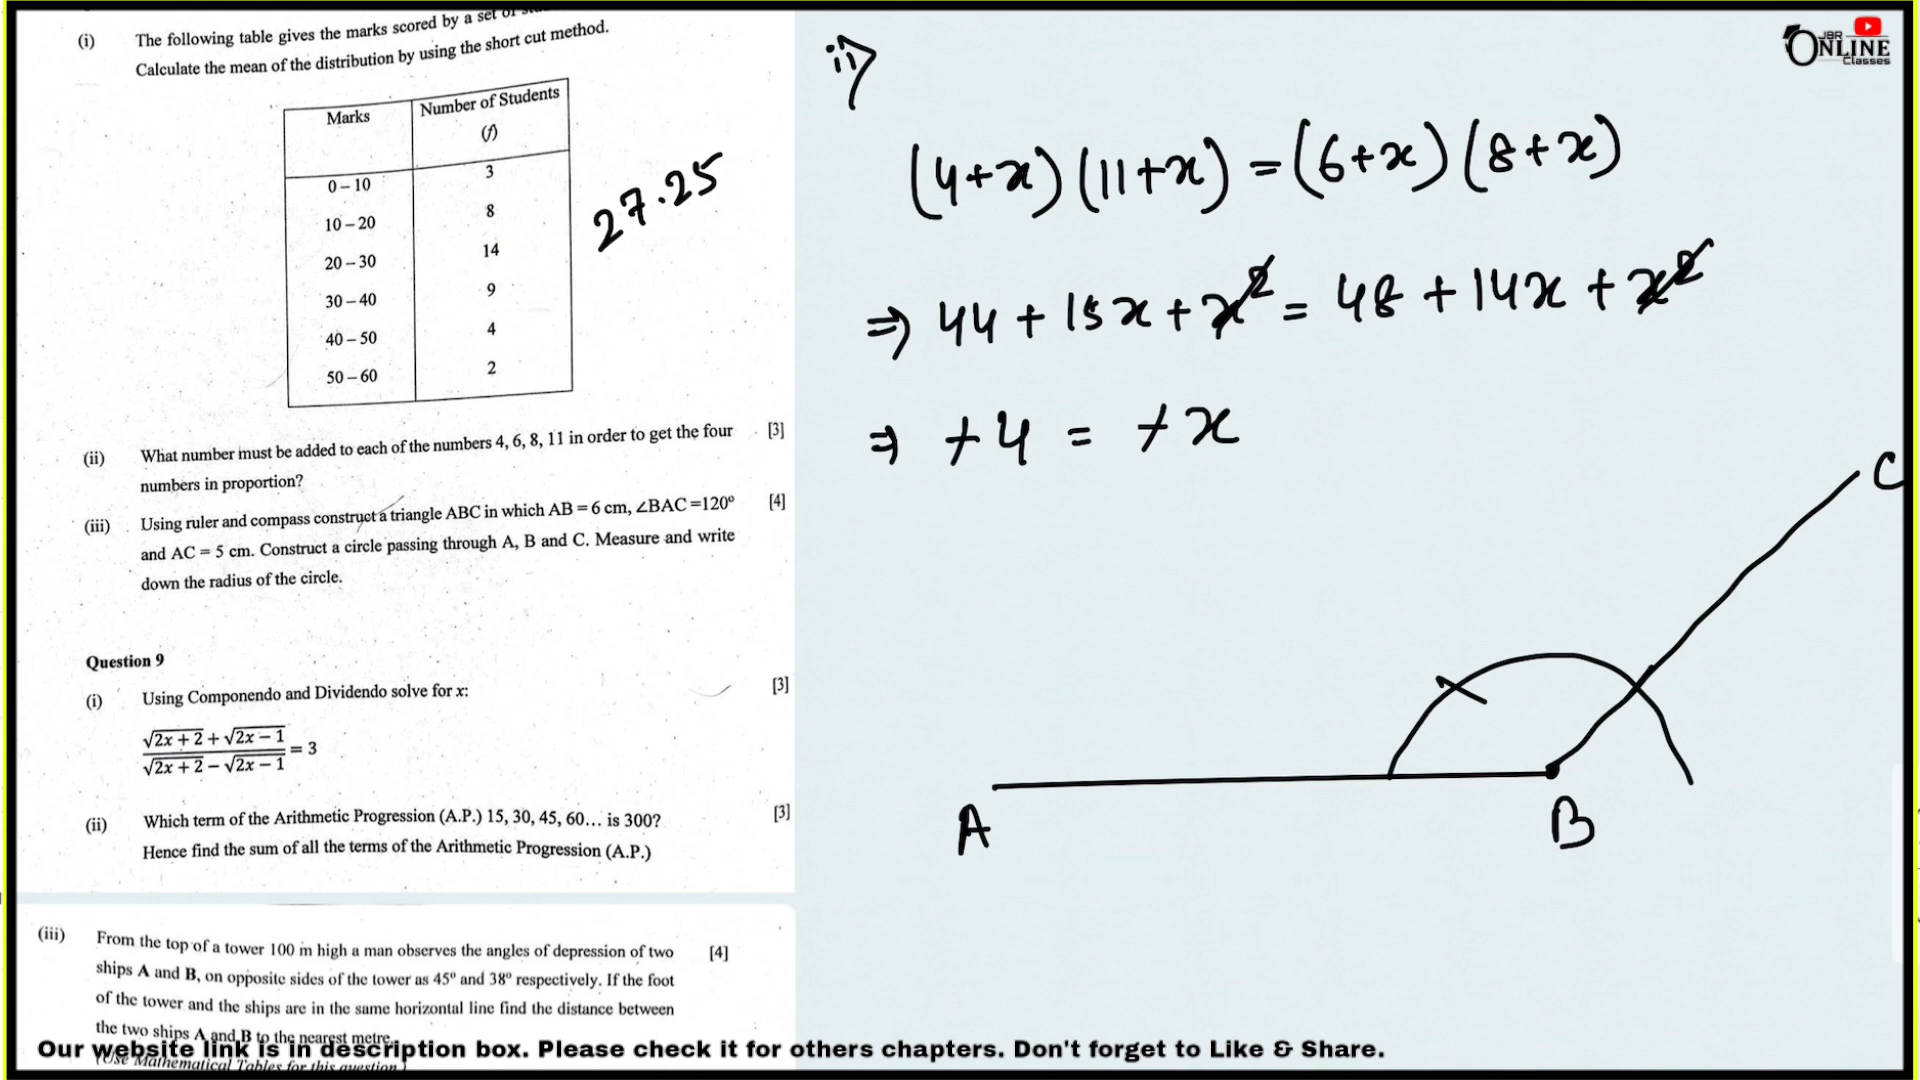 (i) The following table gives the marks scored by a set of
Calculate the mean of the distribution by using the short cut method.
Marks Number of Students
(f)
0 – 10 3
10 – 20 8
20 – 30 14
30 – 40 9
40 – 50 4
50 – 60 2
27.25
(ii) What number must be added to each of the numbers 4, 6, 8, 11 in order to get the four [3]
numbers in proportion?
(iii) Using ruler and compass construct a triangle ABC in which AB = 6 cm, ∠BAC =120° [4]
and AC = 5 cm. Construct a circle passing through A, B and C. Measure and write
down the radius of the circle.
Question 9
(i) Using Componendo and Dividendo solve for x: [3]
(√(2x + 2) + √(2x – 1))/(√(2x + 2) – √(2x – 1)) = 3
(ii) Which term of the Arithmetic Progression (A.P.) 15, 30, 45, 60… is 300? [3]
Hence find the sum of all the terms of the Arithmetic Progression (A.P.)
(iii) From the top of a tower 100 m high a man observes the angles of depression of two [4]
ships A and B, on opposite sides of the tower as 45° and 38° respectively. If the foot
of the tower and the ships are in the same horizontal line find the distance between
the two ships A and B to the nearest metre.
(Use Mathematical Tables for this question.)
ii)
(4+x)(11+x) = (6+x)(8+x)
⇒ 44 + 15x + x² = 48 + 14x + x²
⇒ +4 = +x
C
A
B
JBR
ONLINE
Classes
Our website link is in description box. Please check it for others chapters. Don't forget to Like & Share.